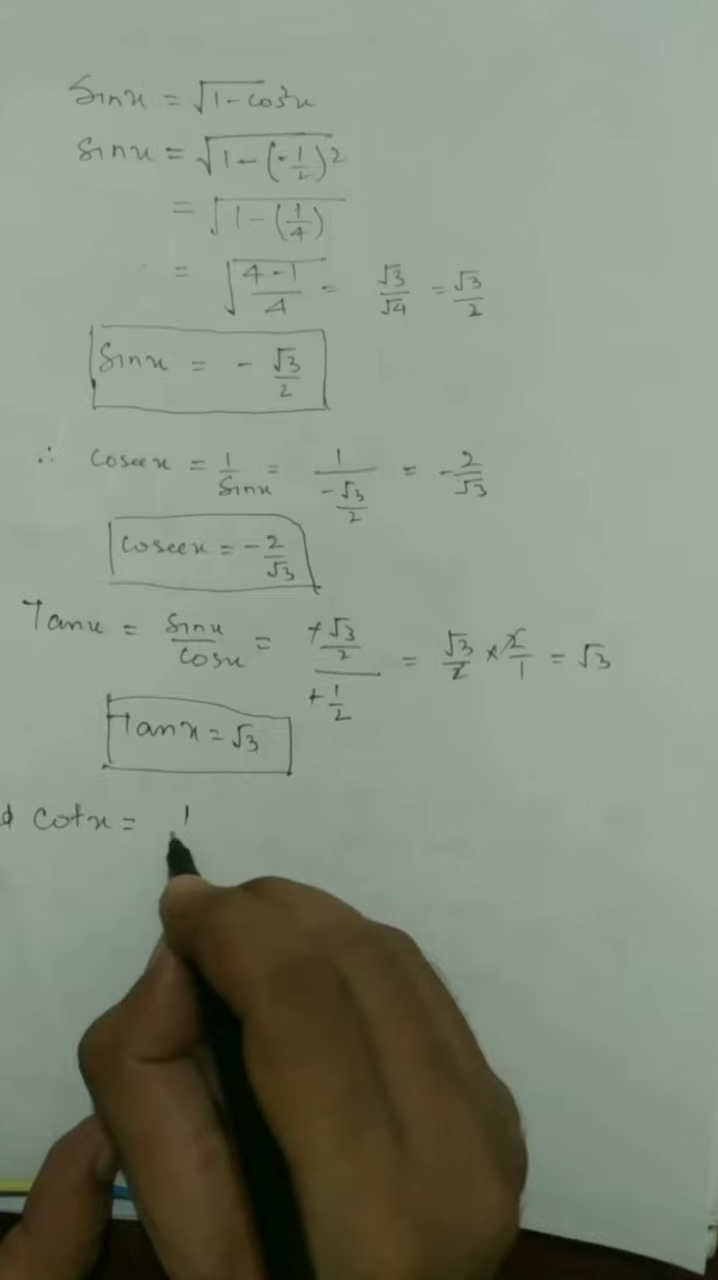 Sinx = √1-cos²x
sinx = √1-(-1/2)²
= √1-(1/4)
= √4-1/4 = √3/√4 = √3/2
Sinx = - √3/2
∴ cosecx = 1/Sinx = 1/-√3/2 = -2/√3
cosecx = -2/√3
Tanx = sinx/cosx = +√3/2/+1/2 = √3/2 × 2/1 = √3
Tanx = √3
d cotx = 1